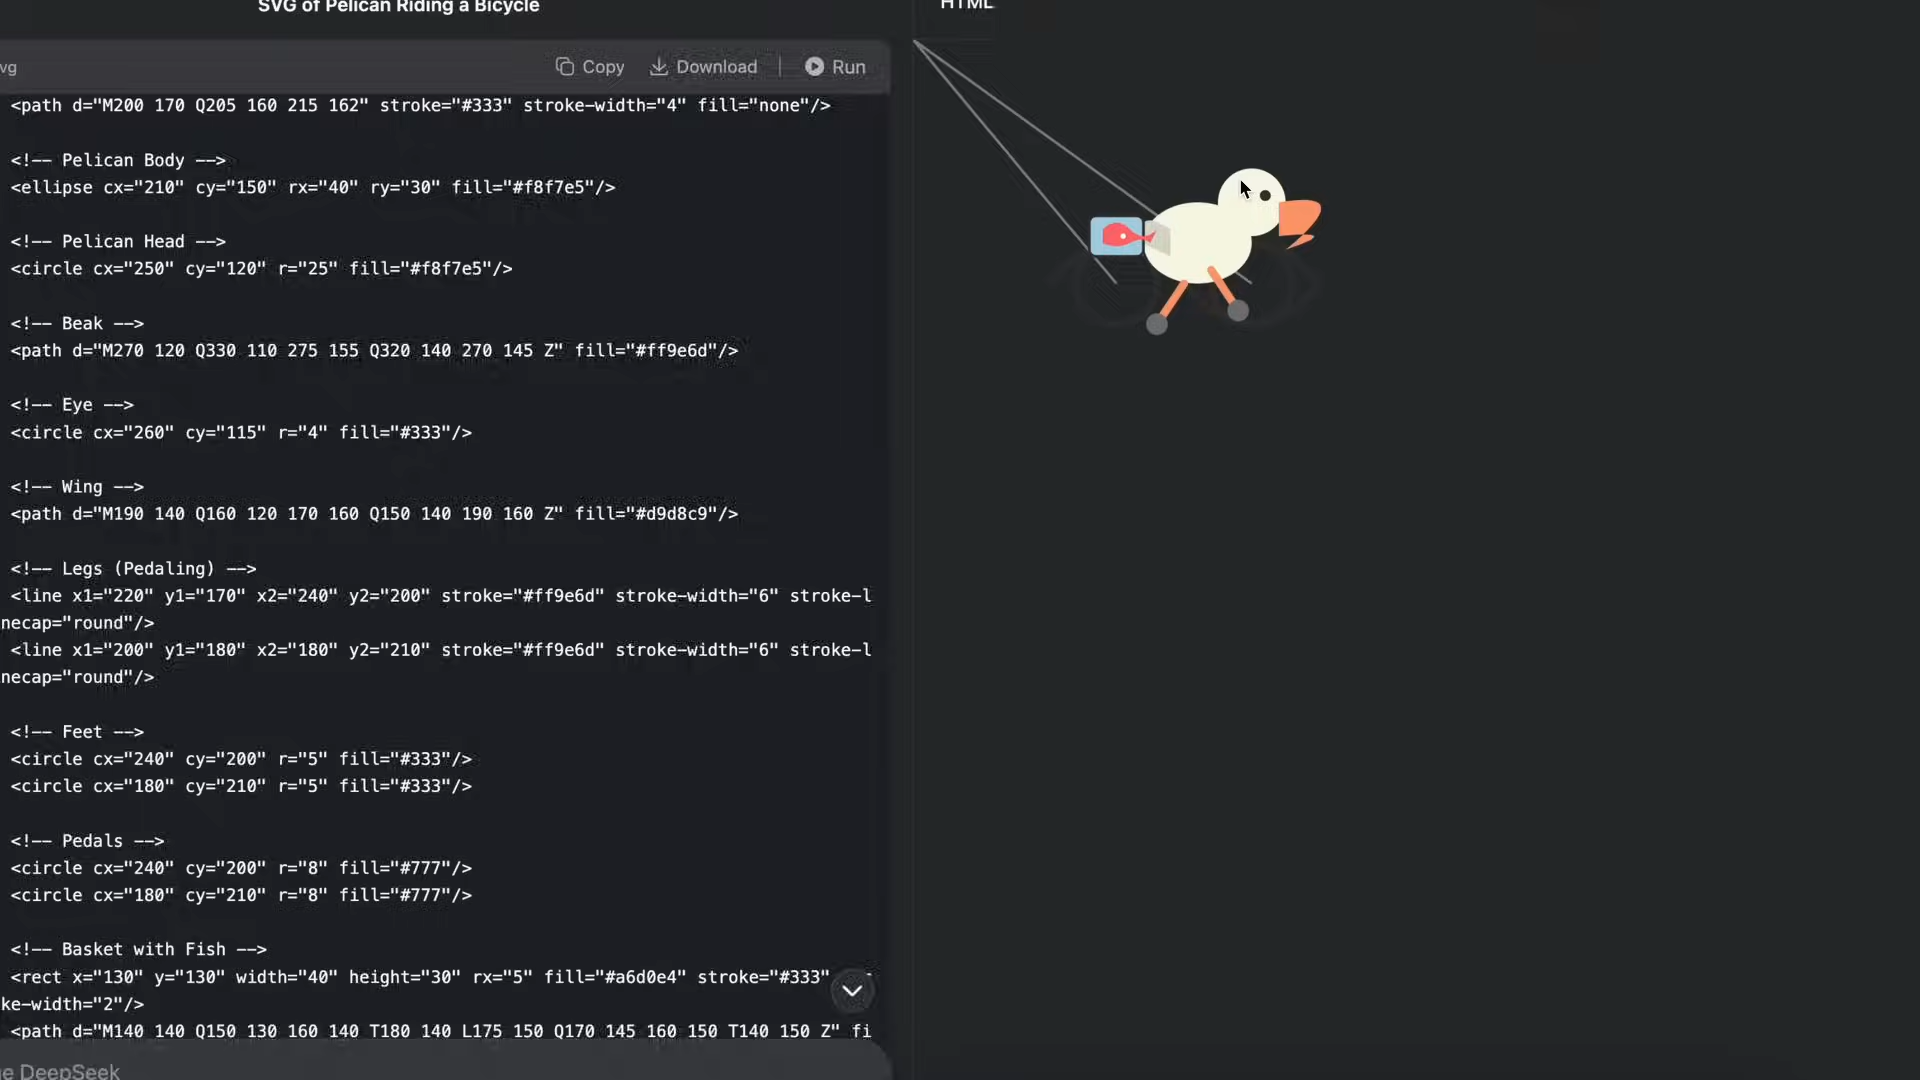 SVG of Pelican Riding a Bicycle
HTML
vg
Copy
Download
Run
<path d="M200 170 Q205 160 215 162" stroke="#333" stroke-width="4" fill="none"/>
<!-- Pelican Body -->
<ellipse cx="210" cy="150" rx="40" ry="30" fill="#f8f7e5"/>
<!-- Pelican Head -->
<circle cx="250" cy="120" r="25" fill="#f8f7e5"/>
<!-- Beak -->
<path d="M270 120 Q330 110 275 155 Q320 140 270 145 Z" fill="#ff9e6d"/>
<!-- Eye -->
<circle cx="260" cy="115" r="4" fill="#333"/>
<!-- Wing -->
<path d="M190 140 Q160 120 170 160 Q150 140 190 160 Z" fill="#d9d8c9"/>
<!-- Legs (Pedaling) -->
<line x1="220" y1="170" x2="240" y2="200" stroke="#ff9e6d" stroke-width="6" stroke-l
necap="round"/>
<line x1="200" y1="180" x2="180" y2="210" stroke="#ff9e6d" stroke-width="6" stroke-l
necap="round"/>
<!-- Feet -->
<circle cx="240" cy="200" r="5" fill="#333"/>
<circle cx="180" cy="210" r="5" fill="#333"/>
<!-- Pedals -->
<circle cx="240" cy="200" r="8" fill="#777"/>
<circle cx="180" cy="210" r="8" fill="#777"/>
<!-- Basket with Fish -->
<rect x="130" y="130" width="40" height="30" rx="5" fill="#a6d0e4" stroke="#333"
ke-width="2"/>
<path d="M140 140 Q150 130 160 140 T180 140 L175 150 Q170 145 160 150 T140 150 Z" fi
e DeepSeek